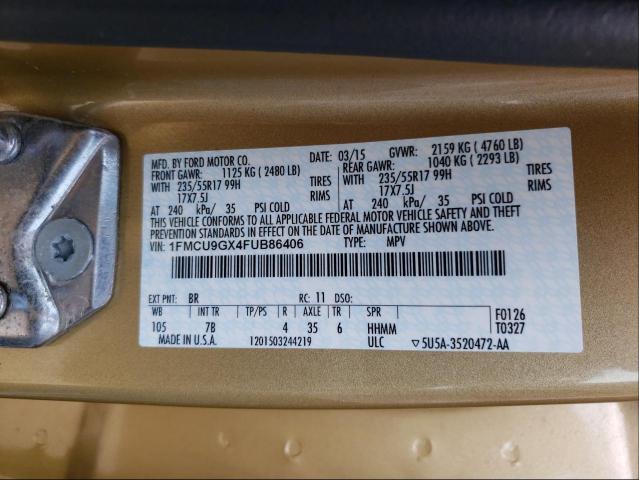 MFD. BY FORD MOTOR CO. DATE: 03/15 GVWR: 2159 KG ( 4760 LB)
FRONT GAWR: 1125 KG ( 2480 LB) REAR GAWR: 1040 KG ( 2293 LB)
WITH 235/55R17 99H TIRES WITH 235/55R17 99H TIRES
17X7.5J RIMS 17X7.5J RIMS
AT 240 kPa/ 35 PSI COLD AT 240 kPa/ 35 PSI COLD
THIS VEHICLE CONFORMS TO ALL APPLICABLE FEDERAL MOTOR VEHICLE SAFETY AND THEFT
PREVENTION STANDARDS IN EFFECT ON THE DATE OF MANUFACTURE SHOWN ABOVE.
VIN: 1FMCU9GX4FUB86406 TYPE: MPV
EXT PNT: BR RC: 11 DSO:
WB INT TR TP/PS R AXLE TR SPR F0126
105 7B 4 35 6 HHMM T0327
MADE IN U.S.A. 1201503244219 ULC ▽5U5A-3520472-AA